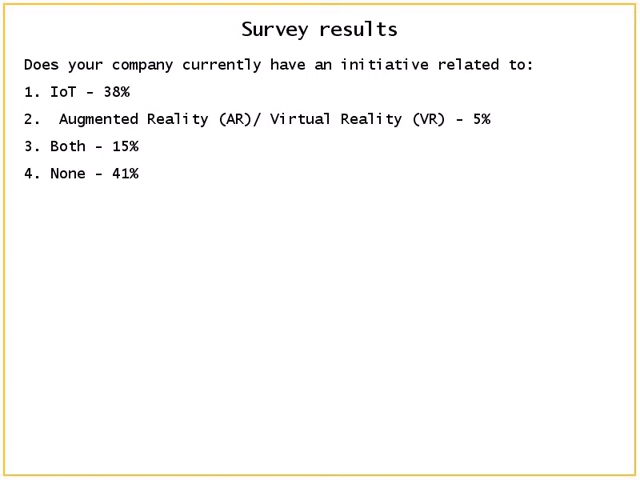 Survey results
Does your company currently have an initiative related to:
1. IoT – 38%
2.  Augmented Reality (AR)/ Virtual Reality (VR) – 5%
3. Both – 15%
4. None – 41%